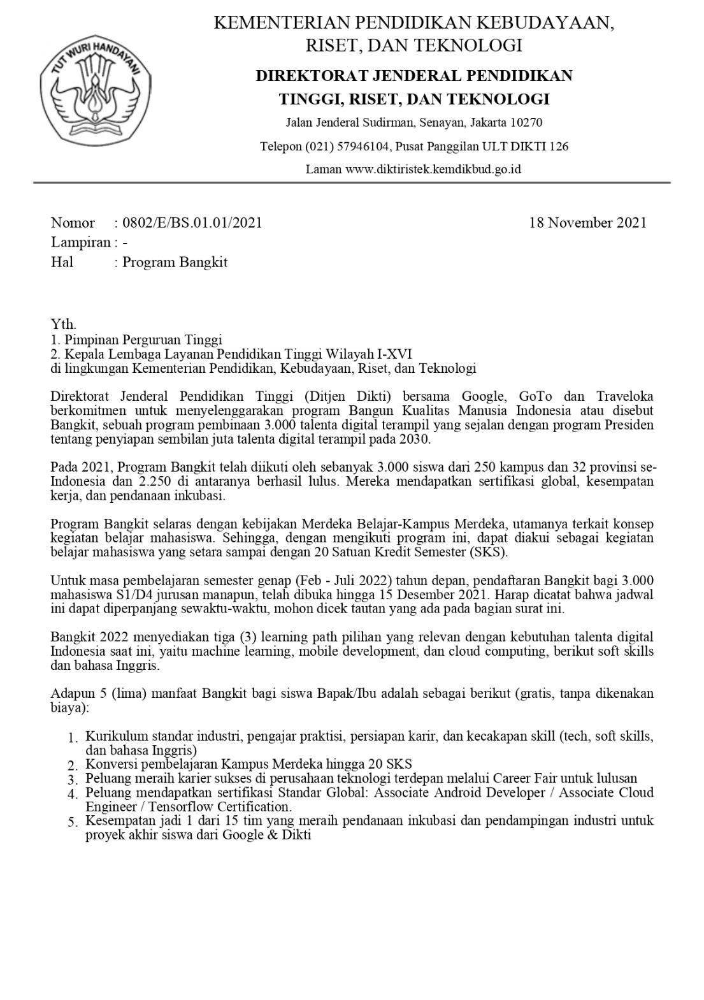 KEMENTERIAN PENDIDIKAN KEBUDAYAAN,
RISET, DAN TEKNOLOGI
TUT WURI HANDAYANI
DIREKTORAT JENDERAL PENDIDIKAN
TINGGI, RISET, DAN TEKNOLOGI
Jalan Jenderal Sudirman, Senayan, Jakarta 10270
Telepon (021) 57946104, Pusat Panggilan ULT DIKTI 126
Laman www.diktiristek.kemdikbud.go.id
Nomor : 0802/E/BS.01.01/2021 18 November 2021
Lampiran : -
Hal : Program Bangkit
Yth.
1. Pimpinan Perguruan Tinggi
2. Kepala Lembaga Layanan Pendidikan Tinggi Wilayah I-XVI
di lingkungan Kementerian Pendidikan, Kebudayaan, Riset, dan Teknologi
Direktorat Jenderal Pendidikan Tinggi (Ditjen Dikti) bersama Google, GoTo dan Traveloka
berkomitmen untuk menyelenggarakan program Bangun Kualitas Manusia Indonesia atau disebut
Bangkit, sebuah program pembinaan 3.000 talenta digital terampil yang sejalan dengan program Presiden
tentang penyiapan sembilan juta talenta digital terampil pada 2030.
Pada 2021, Program Bangkit telah diikuti oleh sebanyak 3.000 siswa dari 250 kampus dan 32 provinsi se-
Indonesia dan 2.250 di antaranya berhasil lulus. Mereka mendapatkan sertifikasi global, kesempatan
kerja, dan pendanaan inkubasi.
Program Bangkit selaras dengan kebijakan Merdeka Belajar-Kampus Merdeka, utamanya terkait konsep
kegiatan belajar mahasiswa. Sehingga, dengan mengikuti program ini, dapat diakui sebagai kegiatan
belajar mahasiswa yang setara sampai dengan 20 Satuan Kredit Semester (SKS).
Untuk masa pembelajaran semester genap (Feb - Juli 2022) tahun depan, pendaftaran Bangkit bagi 3.000
mahasiswa S1/D4 jurusan manapun, telah dibuka hingga 15 Desember 2021. Harap dicatat bahwa jadwal
ini dapat diperpanjang sewaktu-waktu, mohon dicek tautan yang ada pada bagian surat ini.
Bangkit 2022 menyediakan tiga (3) learning path pilihan yang relevan dengan kebutuhan talenta digital
Indonesia saat ini, yaitu machine learning, mobile development, dan cloud computing, berikut soft skills
dan bahasa Inggris.
Adapun 5 (lima) manfaat Bangkit bagi siswa Bapak/Ibu adalah sebagai berikut (gratis, tanpa dikenakan
biaya):
1. Kurikulum standar industri, pengajar praktisi, persiapan karir, dan kecakapan skill (tech, soft skills,
dan bahasa Inggris)
2. Konversi pembelajaran Kampus Merdeka hingga 20 SKS
3. Peluang meraih karier sukses di perusahaan teknologi terdepan melalui Career Fair untuk lulusan
4. Peluang mendapatkan sertifikasi Standar Global: Associate Android Developer / Associate Cloud
Engineer / Tensorflow Certification.
5. Kesempatan jadi 1 dari 15 tim yang meraih pendanaan inkubasi dan pendampingan industri untuk
proyek akhir siswa dari Google & Dikti